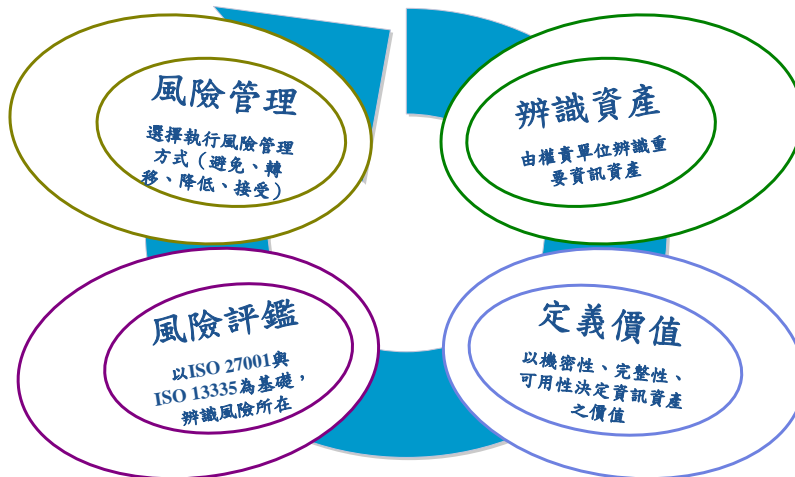 風險管理
選擇執行風險管理
方式（避免、轉
移、降低、接受）
辨識資產
由權責單位辨識重
要資訊資產
風險評鑑
以ISO 27001與
ISO 13335為基礎，
辨識風險所在
定義價值
以機密性、完整性、
可用性決定資訊資產
之價值